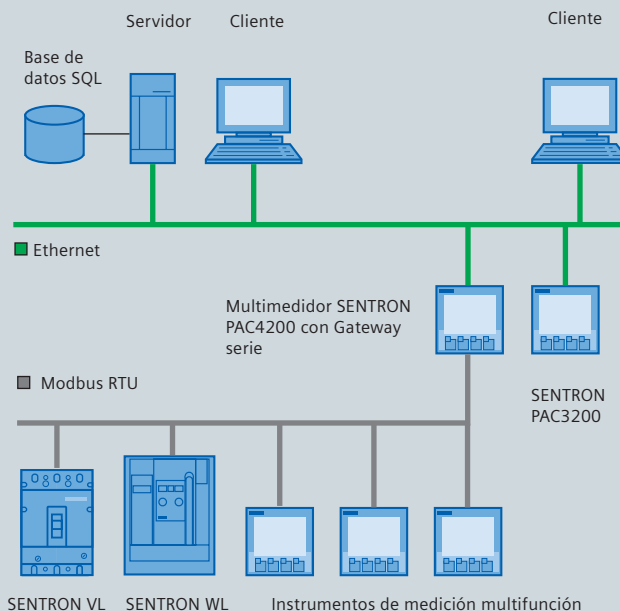 Servidor
Cliente
Cliente
Base de
datos SQL
Ethernet
Multimedidor SENTRON
PAC4200 con Gateway
serie
Modbus RTU
SENTRON
PAC3200
SENTRON VL
SENTRON WL
Instrumentos de medición multifunción